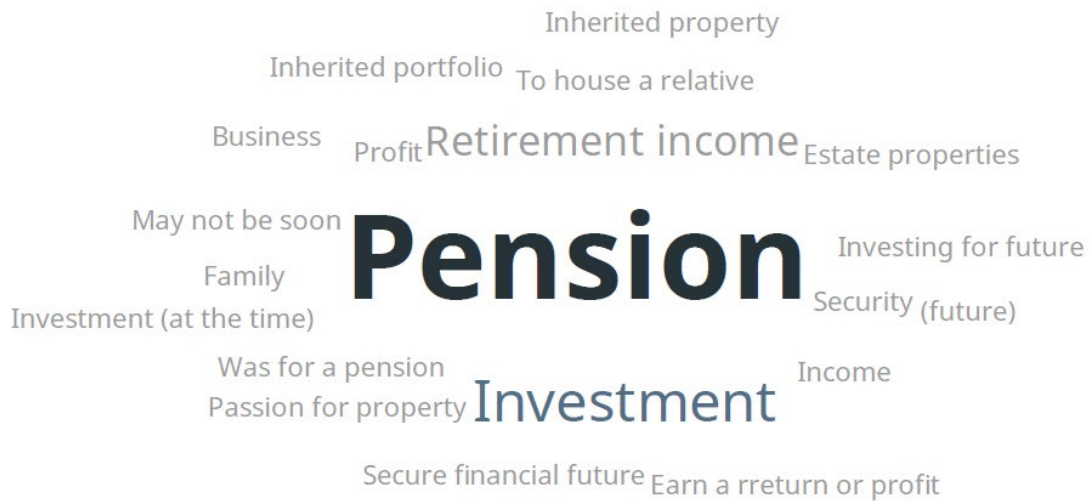 Inherited property
Inherited portfolio
To house a relative
Business
Profit
Retirement income
Estate properties
May not be soon
Pension
Investing for future
Family
Security
(future)
Investment (at the time)
Was for a pension
Income
Passion for property
Investment
Secure financial future
Earn a rreturn or profit